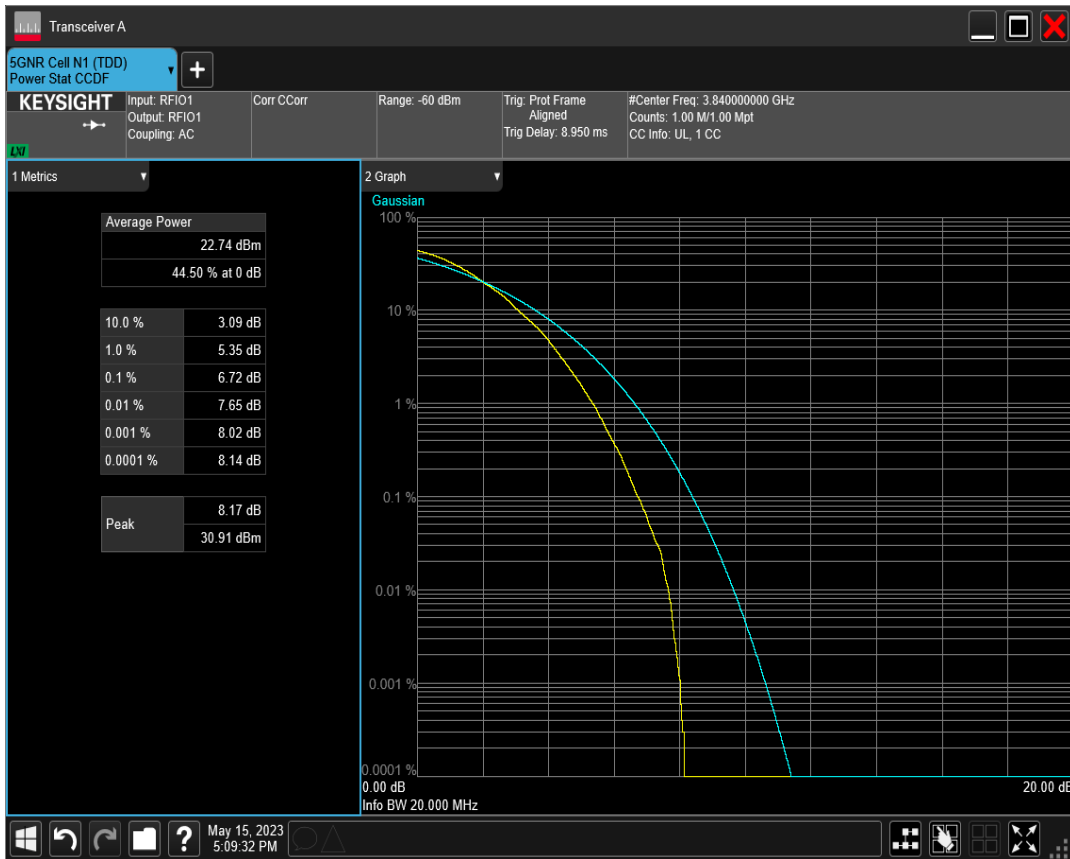 Transceiver A
5GNR Cell N1 (TDD)
Power Stat CCDF
KEYSIGHT
LXI
Input: RFIO1
Output: RFIO1
Coupling: AC
Corr CCorr
Range: -60 dBm
Trig: Prot Frame
Aligned
Trig Delay: 8.950 ms
#Center Freq: 3.840000000 GHz
Counts: 1.00 M/1.00 Mpt
CC Info: UL, 1 CC
1 Metrics
Average Power
22.74 dBm
44.50 % at 0 dB
10.0 % 3.09 dB
1.0 % 5.35 dB
0.1 % 6.72 dB
0.01 % 7.65 dB
0.001 % 8.02 dB
0.0001 % 8.14 dB
Peak 8.17 dB
30.91 dBm
2 Graph
Gaussian
100 %
10 %
1 %
0.1 %
0.01 %
0.001 %
0.0001 %
0.00 dB 20.00 dB
Info BW 20.000 MHz
?
May 15, 2023
5:09:32 PM